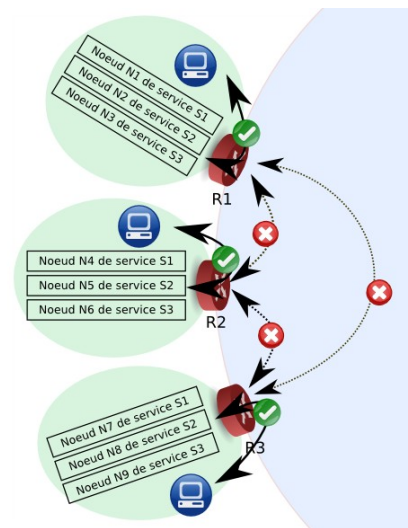 Noeud N1 de service S1
Noeud N2 de service S2
Noeud N3 de service S3
R1
Noeud N4 de service S1
Noeud N5 de service S2
Noeud N6 de service S3
R2
Noeud N7 de service S1
Noeud N8 de service S2
Noeud N9 de service S3
R3